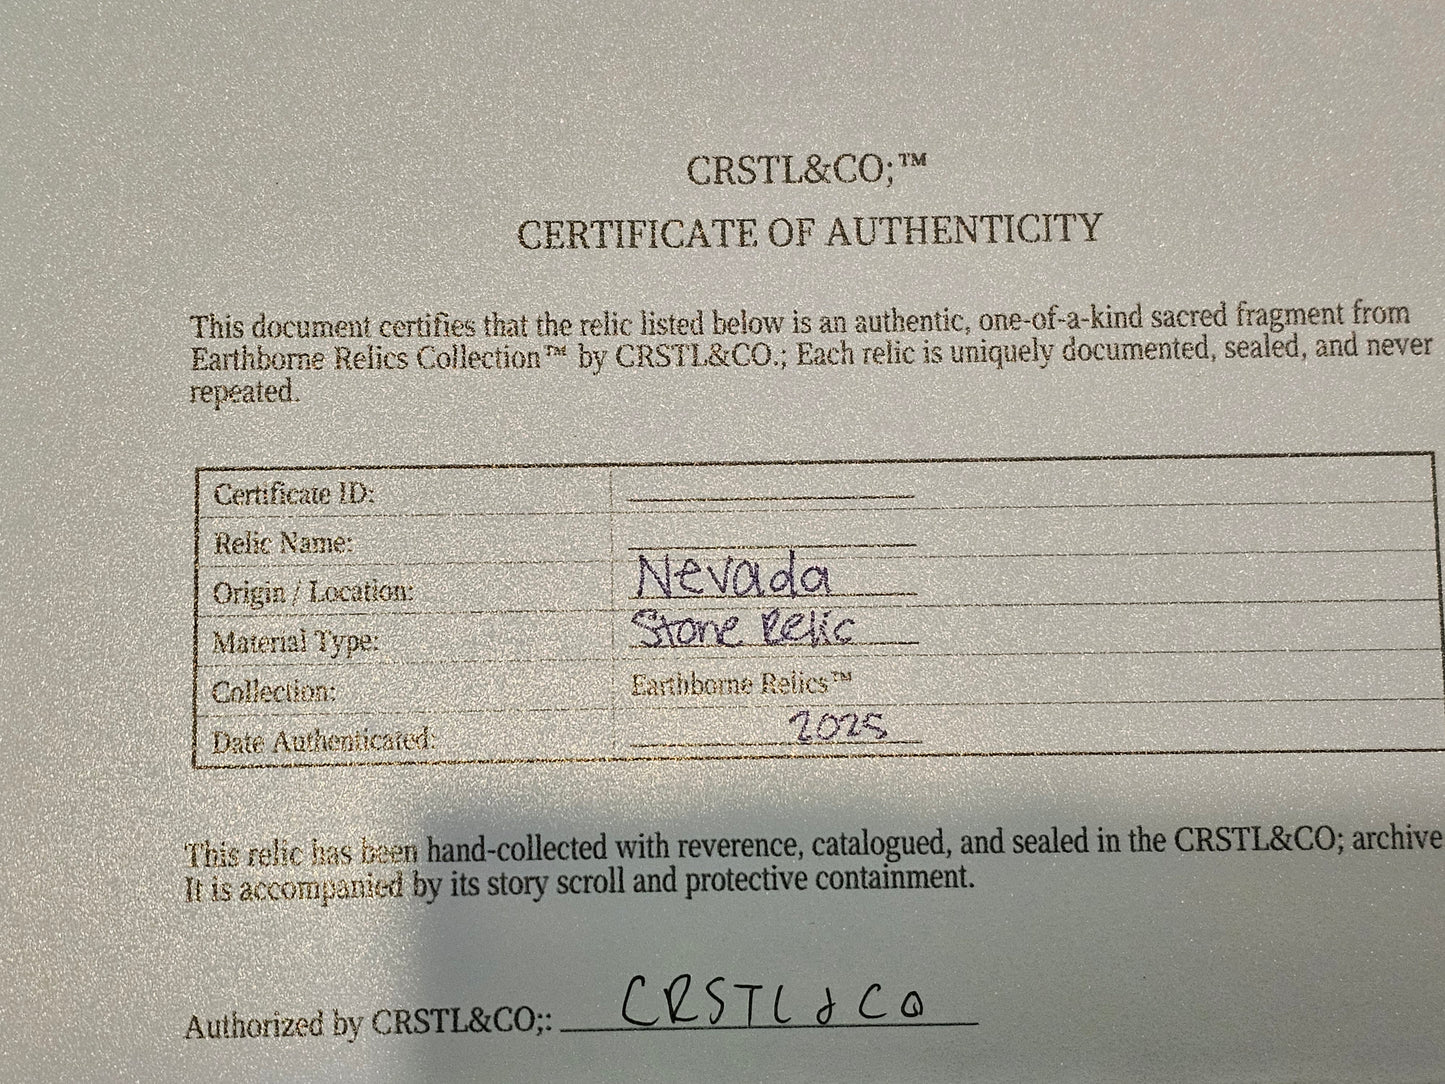 CRSTL&CO;™
CERTIFICATE OF AUTHENTICITY
This document certifies that the relic listed below is an authentic, one-of-a-kind sacred fragment from
Earthborne Relics Collection™ by CRSTL&CO.; Each relic is uniquely documented, sealed, and never
repeated.
Certificate ID:
Relic Name:
Origin / Location: Nevada
Material Type: Stone Relic
Collection: Earthborne Relics™
Date Authenticated: 2025
This relic has been hand-collected with reverence, catalogued, and sealed in the CRSTL&CO; archive
It is accompanied by its story scroll and protective containment.
Authorized by CRSTL&CO;: CRSTL & CO